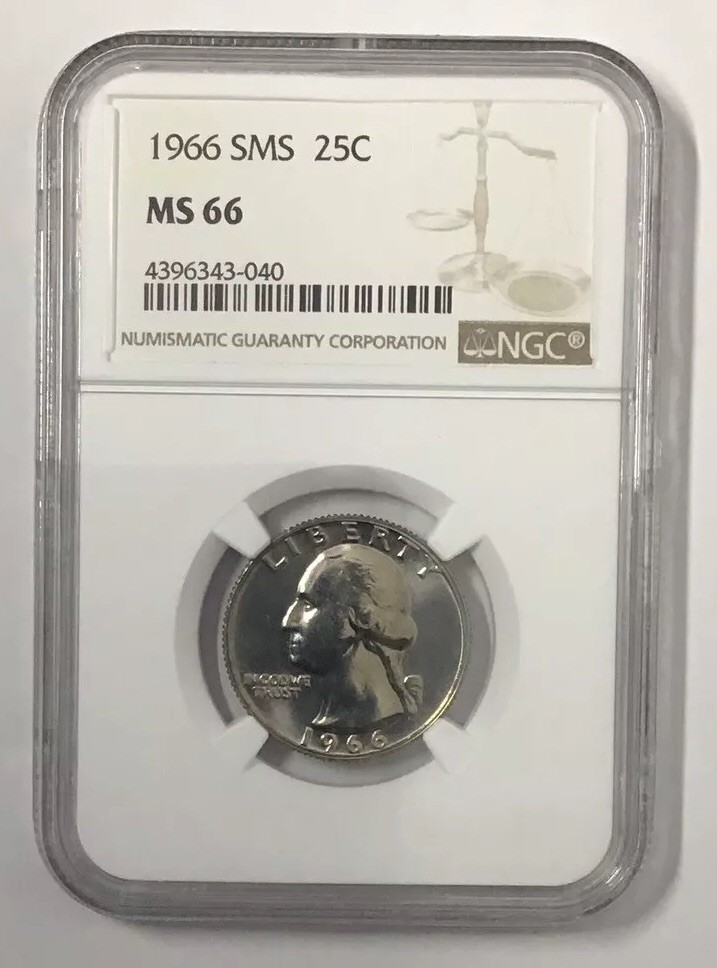 1966 SMS 25C
MS 66
4396343-040
NUMISMATIC GUARANTY CORPORATION NGC®
LIBERTY
IN GOD WE
TRUST
1966